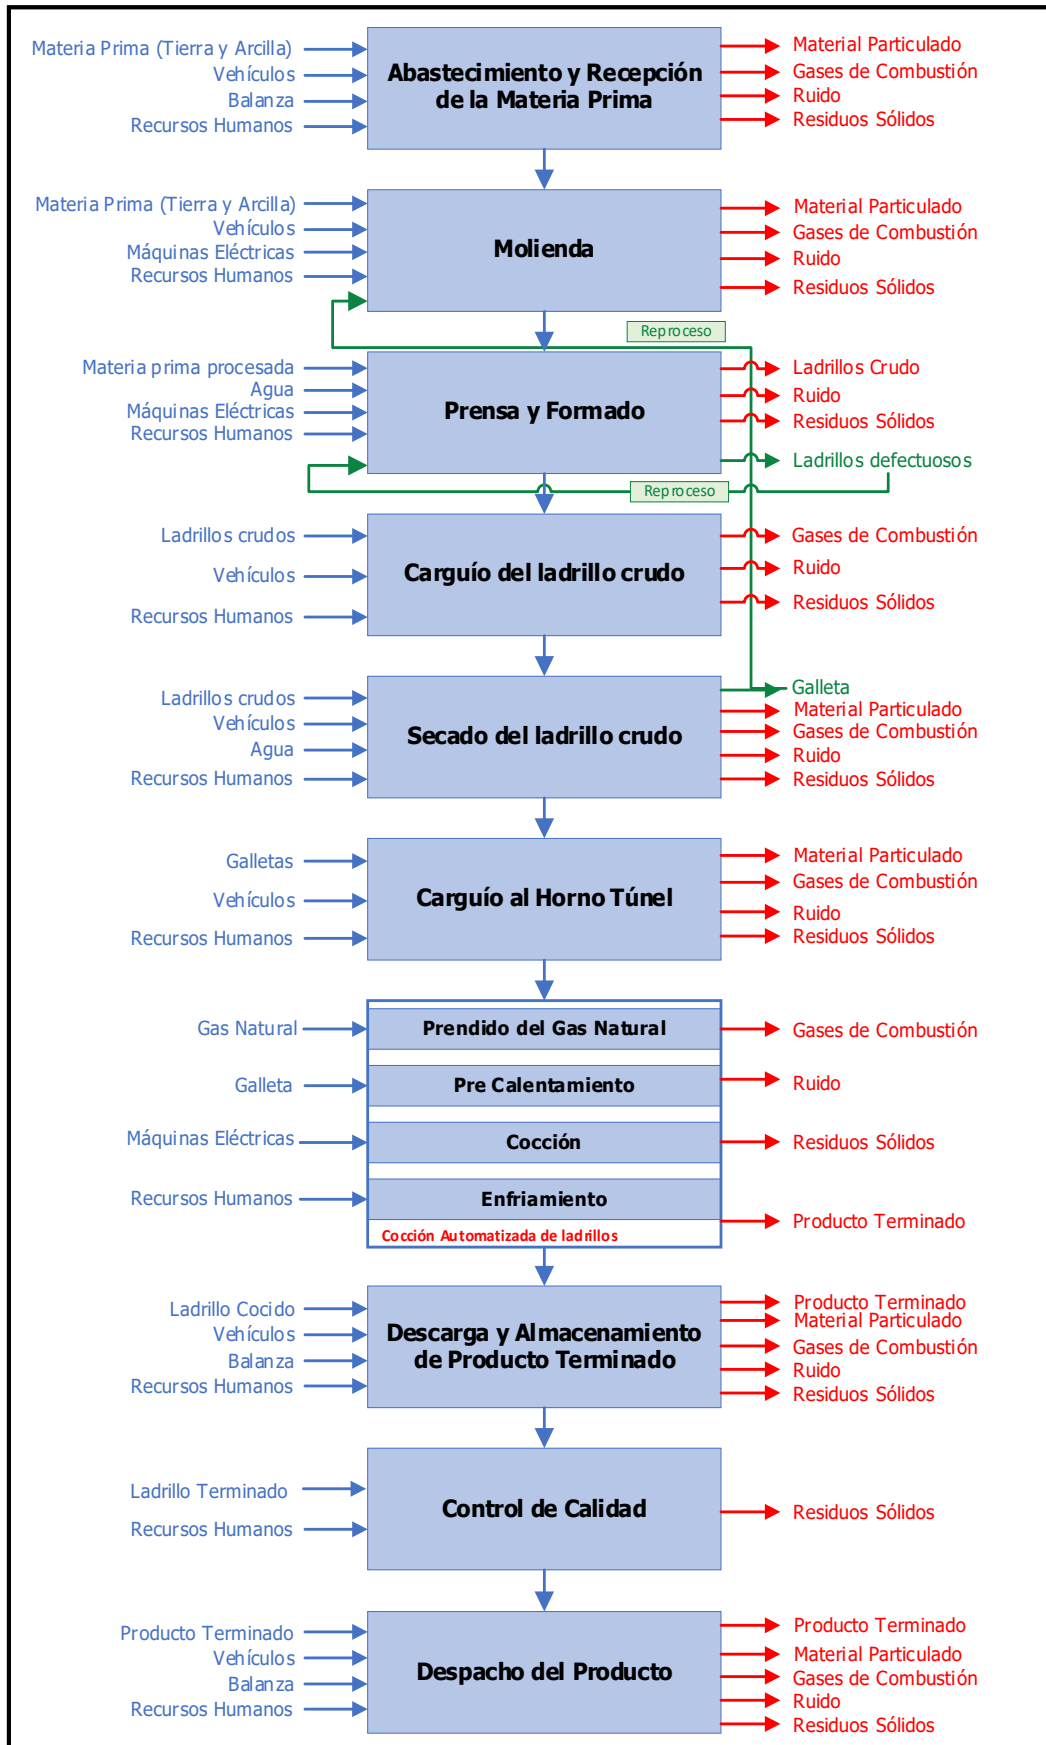 Materia Prima (Tierra y Arcilla)
Vehículos
Balanza
Recursos Humanos
Abastecimiento y Recepción
de la Materia Prima
Material Particulado
Gases de Combustión
Ruido
Residuos Sólidos
Materia Prima (Tierra y Arcilla)
Vehículos
Máquinas Eléctricas
Recursos Humanos
Molienda
Material Particulado
Gases de Combustión
Ruido
Residuos Sólidos
Reproceso
Materia prima procesada
Agua
Máquinas Eléctricas
Recursos Humanos
Prensa y Formado
Ladrillos Crudo
Ruido
Residuos Sólidos
Ladrillos defectuosos
Reproceso
Ladrillos crudos
Vehículos
Recursos Humanos
Carguío del ladrillo crudo
Gases de Combustión
Ruido
Residuos Sólidos
Ladrillos crudos
Vehículos
Agua
Recursos Humanos
Secado del ladrillo crudo
Galleta
Material Particulado
Gases de Combustión
Ruido
Residuos Sólidos
Galletas
Vehículos
Recursos Humanos
Carguío al Horno Túnel
Material Particulado
Gases de Combustión
Ruido
Residuos Sólidos
Gas Natural
Galleta
Máquinas Eléctricas
Recursos Humanos
Prendido del Gas Natural
Pre Calentamiento
Cocción
Enfriamiento
Cocción Automatizada de ladrillos
Gases de Combustión
Ruido
Residuos Sólidos
Producto Terminado
Ladrillo Cocido
Vehículos
Balanza
Recursos Humanos
Descarga y Almacenamiento
de Producto Terminado
Producto Terminado
Material Particulado
Gases de Combustión
Ruido
Residuos Sólidos
Ladrillo Terminado
Recursos Humanos
Control de Calidad
Residuos Sólidos
Producto Terminado
Vehículos
Balanza
Recursos Humanos
Despacho del Producto
Producto Terminado
Material Particulado
Gases de Combustión
Ruido
Residuos Sólidos